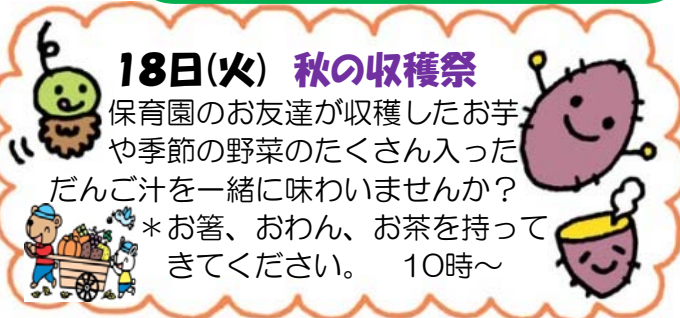 18日(火) 秋の収穫祭
保育園のお友達が収穫したお芋
や季節の野菜のたくさん入った
だんご汁を一緒に味わいませんか？
＊お箸、おわん、お茶を持って
きてください。 10時～